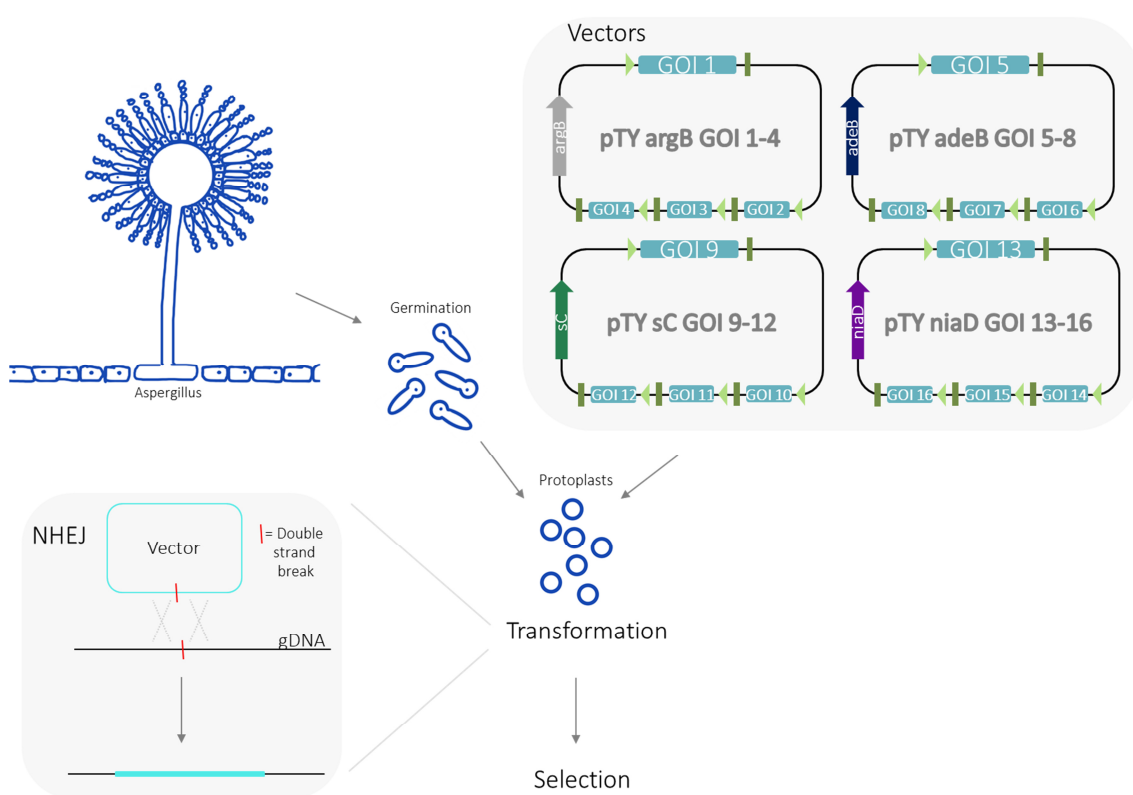 Vectors
GOI 1
argB
pTY argB GOI 1-4
GOI 4
GOI 3
GOI 2
GOI 5
adeB
pTY adeB GOI 5-8
GOI 8
GOI 7
GOI 6
GOI 9
sC
pTY sC GOI 9-12
GOI 12
GOI 11
GOI 10
GOI 13
niaD
pTY niaD GOI 13-16
GOI 16
GOI 15
GOI 14
Aspergillus
Germination
Protoplasts
Transformation
Selection
NHEJ
Vector
= Double
strand
break
gDNA